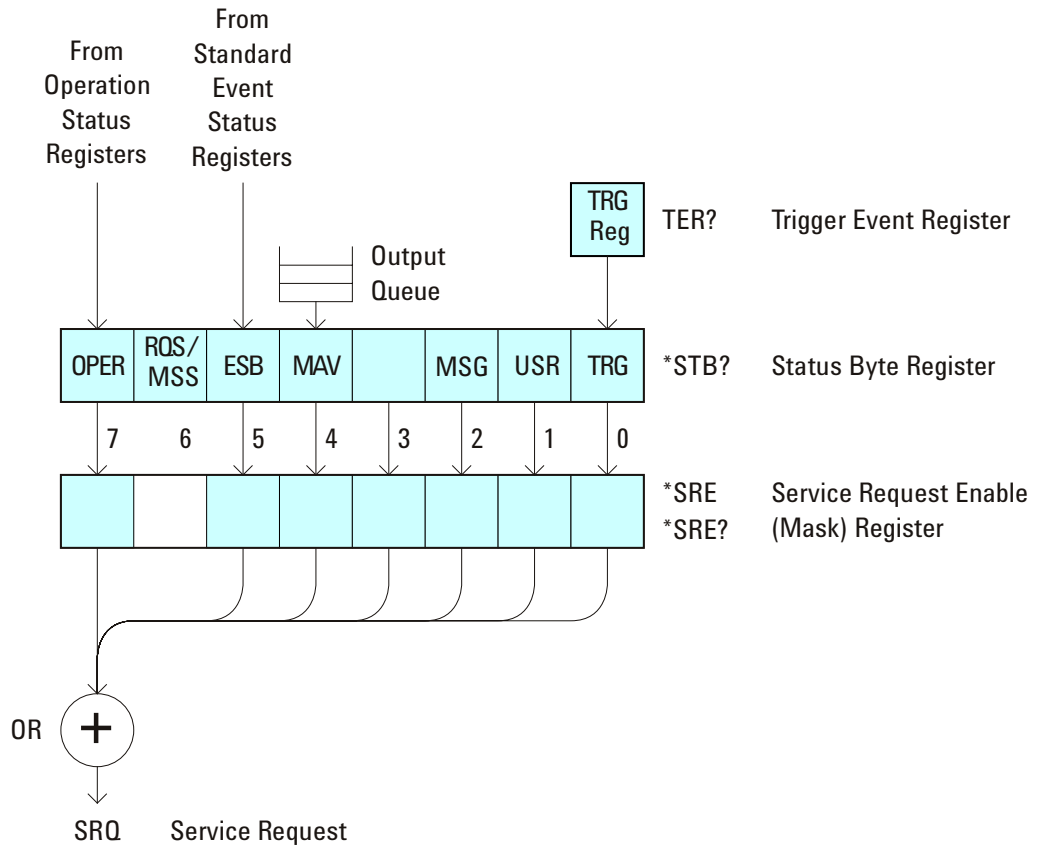 From
Operation
Status
Registers
From
Standard
Event
Status
Registers
TRG
Reg
TER? Trigger Event Register
Output
Queue
OPER RQS/
MSS ESB MAV MSG USR TRG *STB? Status Byte Register
7 6 5 4 3 2 1 0
*SRE Service Request Enable
*SRE? (Mask) Register
OR +
SRQ Service Request